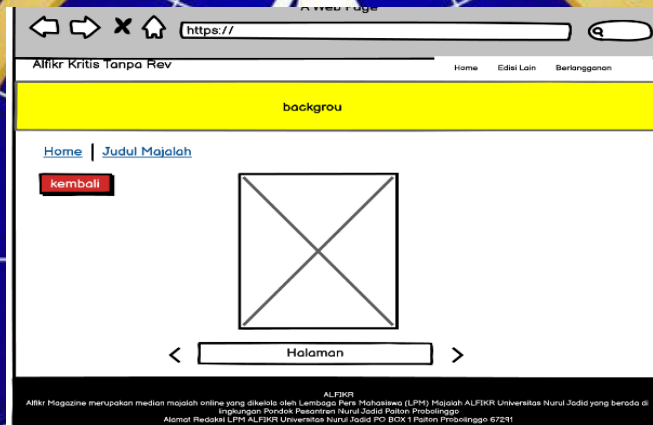 A Web Page
https://
Alfikr Kritis Tanpa Rev
Home Edisi Lain Berlangganan
backgrou
Home | Judul Majalah
kembali
< Halaman >
ALFIKR
Alfikr Magazine merupakan median majalah online yang dikelola oleh Lembaga Pers Mahasiswa (LPM) Majalah ALFIKR Universitas Nurul Jadid yang berada di
lingkungan Pondok Pesantren Nurul Jadid Paiton Probolinggo
Alamat Redaksi LPM ALFIKR Universitas Nurul Jadid PO BOX 1 Paiton Probolinggo 67291